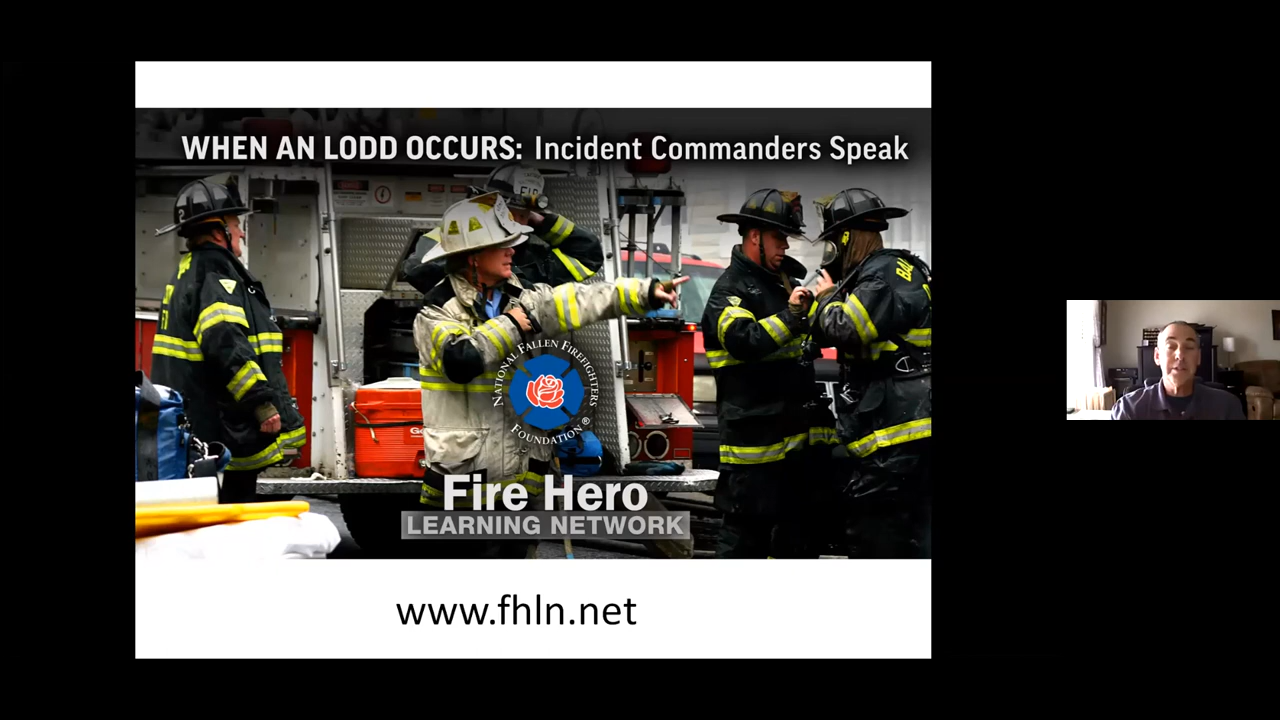 WHEN AN LODD OCCURS: Incident Commanders Speak
NATIONAL FALLEN FIREFIGHTERS
FOUNDATION ®
Fire Hero
LEARNING NETWORK
www.fhln.net